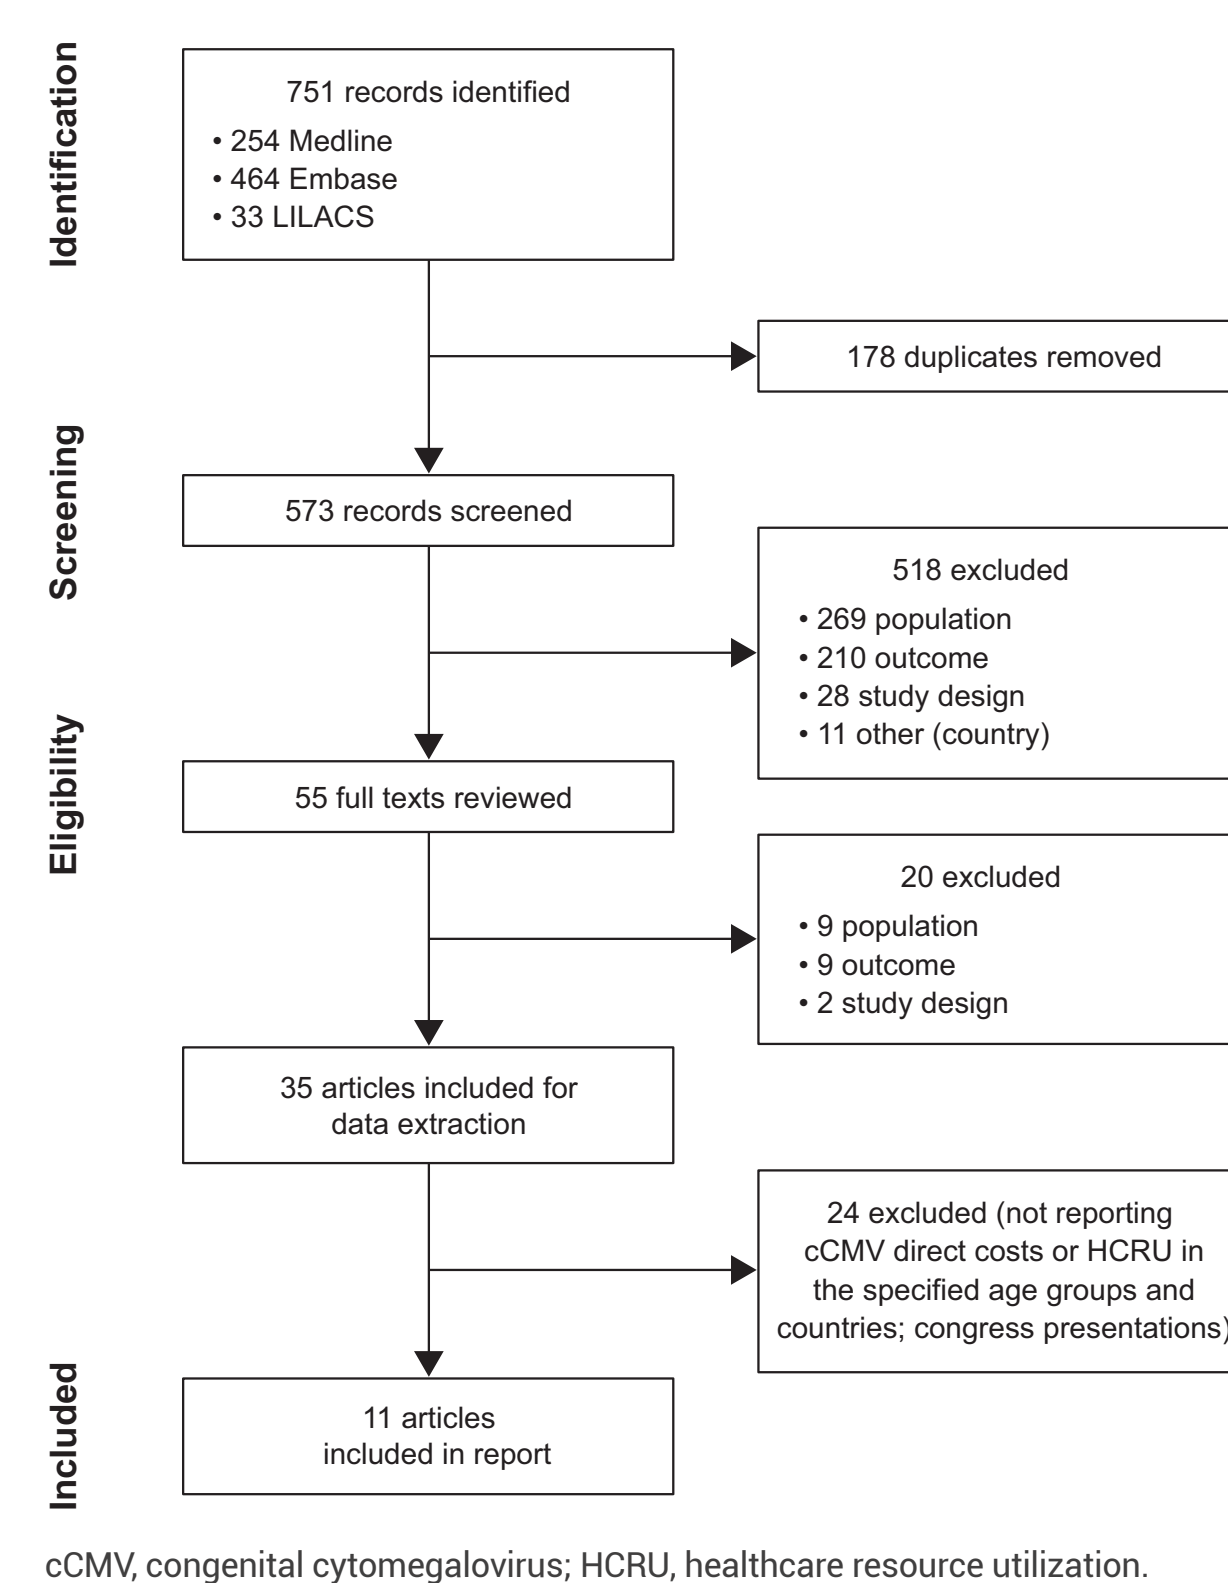 Identification
751 records identified
• 254 Medline
• 464 Embase
• 33 LILACS
178 duplicates removed
Screening
573 records screened
518 excluded
• 269 population
• 210 outcome
• 28 study design
• 11 other (country)
Eligibility
55 full texts reviewed
20 excluded
• 9 population
• 9 outcome
• 2 study design
35 articles included for
data extraction
24 excluded (not reporting
cCMV direct costs or HCRU in
the specified age groups and
countries; congress presentations)
Included
11 articles
included in report
cCMV, congenital cytomegalovirus; HCRU, healthcare resource utilization.